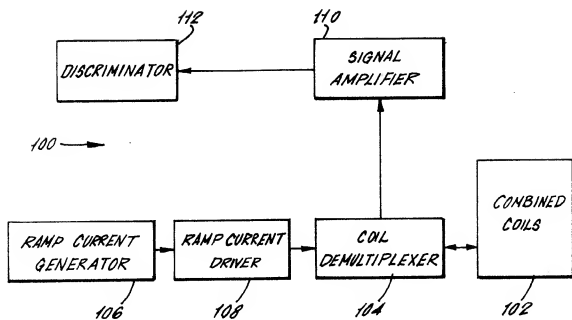 112
DISCRIMINATOR
110
SIGNAL
AMPLIFIER
100
COMBINED
COILS
RAMP CURRENT
GENERATOR
RAMP CURRENT
DRIVER
COIL
DEMULTIPLEXER
106
108
104
102